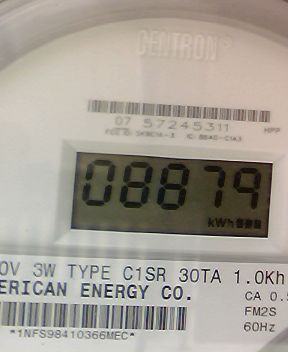 CENTRON®
07 57245311
HPP
08879
kWh
0V 3W TYPE C1SR 30TA 1.0Kh
ERICAN ENERGY CO. CA 0.5
FM2S
*1NFS98410366MEC* 60Hz